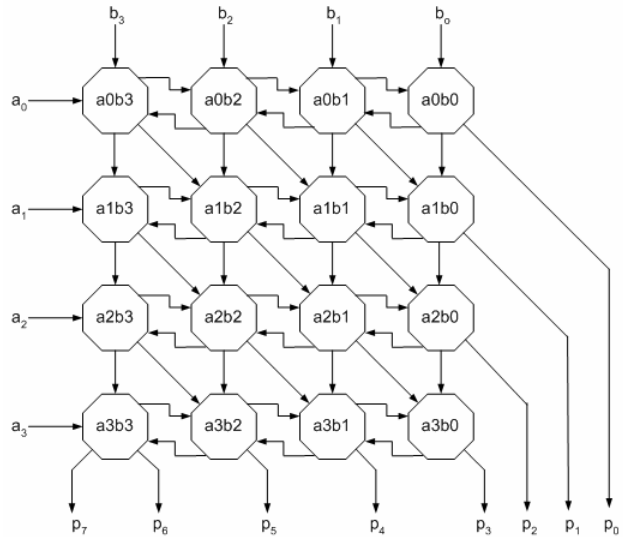 b3 b2 b1 bo
a0 a0b3 a0b2 a0b1 a0b0
a1 a1b3 a1b2 a1b1 a1b0
a2 a2b3 a2b2 a2b1 a2b0
a3 a3b3 a3b2 a3b1 a3b0
p7 p6 p5 p4 p3 p2 p1 p0